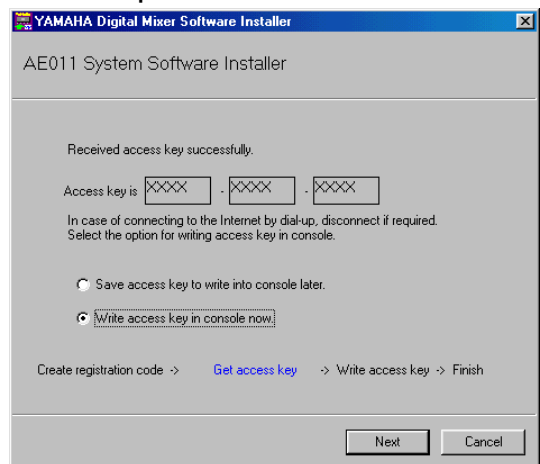 YAMAHA Digital Mixer Software Installer
AE011 System Software Installer
Received access key successfully.
Access key is XXXX - XXXX - XXXX
In case of connecting to the Internet by dial-up, disconnect if required.
Select the option for writing access key in console.
Save access key to write into console later.
Write access key in console now.
Create registration code -> Get access key -> Write access key -> Finish
Next Cancel